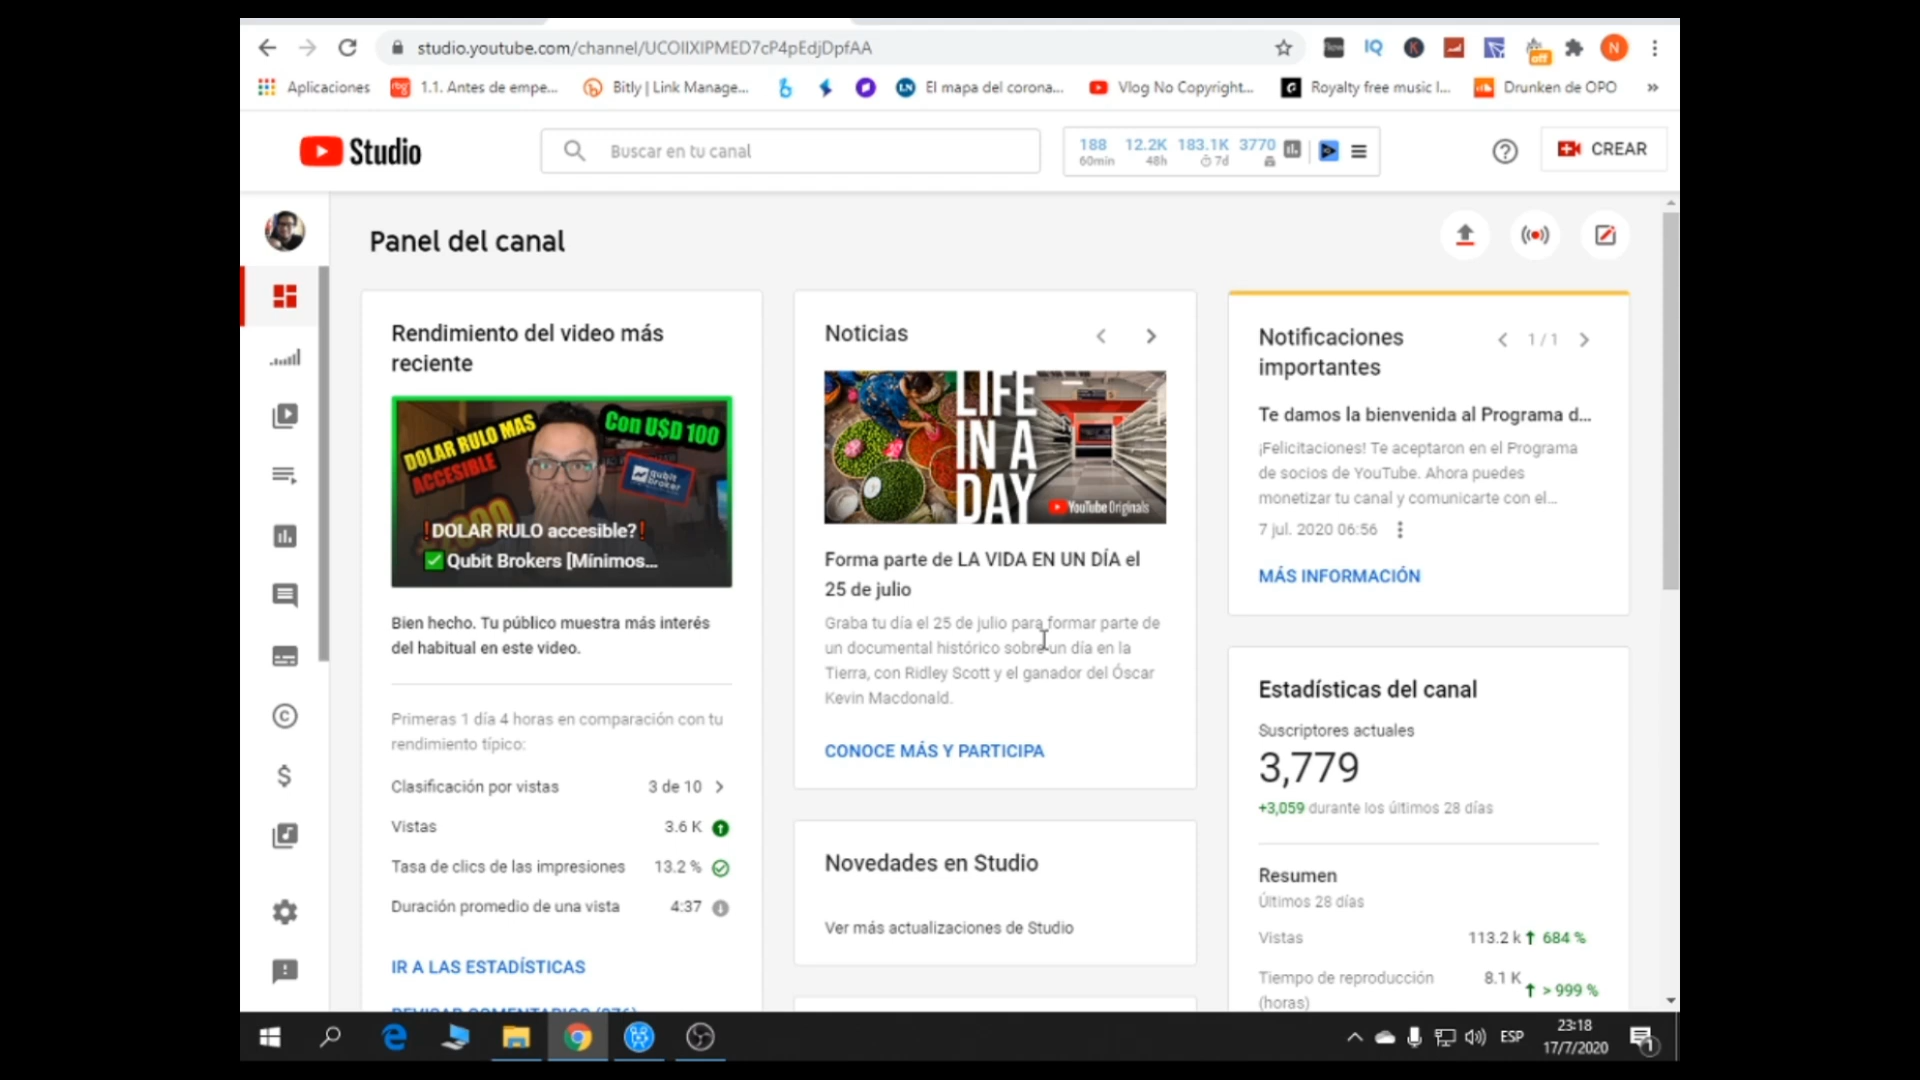 studio.youtube.com/channel/UCOIIXIPMED7cP4pEdjDpfAA
IQ
K
off
N
Aplicaciones
rbg
1.1. Antes de empe...
Bitly | Link Manage...
LN
El mapa del corona...
Vlog No Copyright...
Royalty free music l...
Drunken de OPO
»
Studio
Buscar en tu canal
188 12.2K 183.1K 3770
60min 48h 7d
CREAR
Panel del canal
Rendimiento del video más
reciente
DOLAR RULO MAS
ACCESIBLE
Con U$D 100
qubit
broker
❗DOLAR RULO accesible?❗
✅ Qubit Brokers [Mínimos...
Bien hecho. Tu público muestra más interés
del habitual en este video.
Primeras 1 día 4 horas en comparación con tu
rendimiento típico:
Clasificación por vistas 3 de 10
Vistas 3.6 K
Tasa de clics de las impresiones 13.2 %
Duración promedio de una vista 4:37
IR A LAS ESTADÍSTICAS
Noticias
LIFE
IN A
DAY
YouTube Originals
Forma parte de LA VIDA EN UN DÍA el
25 de julio
Graba tu día el 25 de julio para formar parte de
un documental histórico sobre un día en la
Tierra, con Ridley Scott y el ganador del Óscar
Kevin Macdonald.
CONOCE MÁS Y PARTICIPA
Novedades en Studio
Ver más actualizaciones de Studio
Notificaciones
importantes
1 / 1
Te damos la bienvenida al Programa d...
¡Felicitaciones! Te aceptaron en el Programa
de socios de YouTube. Ahora puedes
monetizar tu canal y comunicarte con el...
7 jul. 2020 06:56
MÁS INFORMACIÓN
Estadísticas del canal
Suscriptores actuales
3,779
+3,059 durante los últimos 28 días
Resumen
Últimos 28 días
Vistas 113.2 k 684 %
Tiempo de reproducción
(horas)
8.1 K > 999 %
ESP
23:18
17/7/2020
1